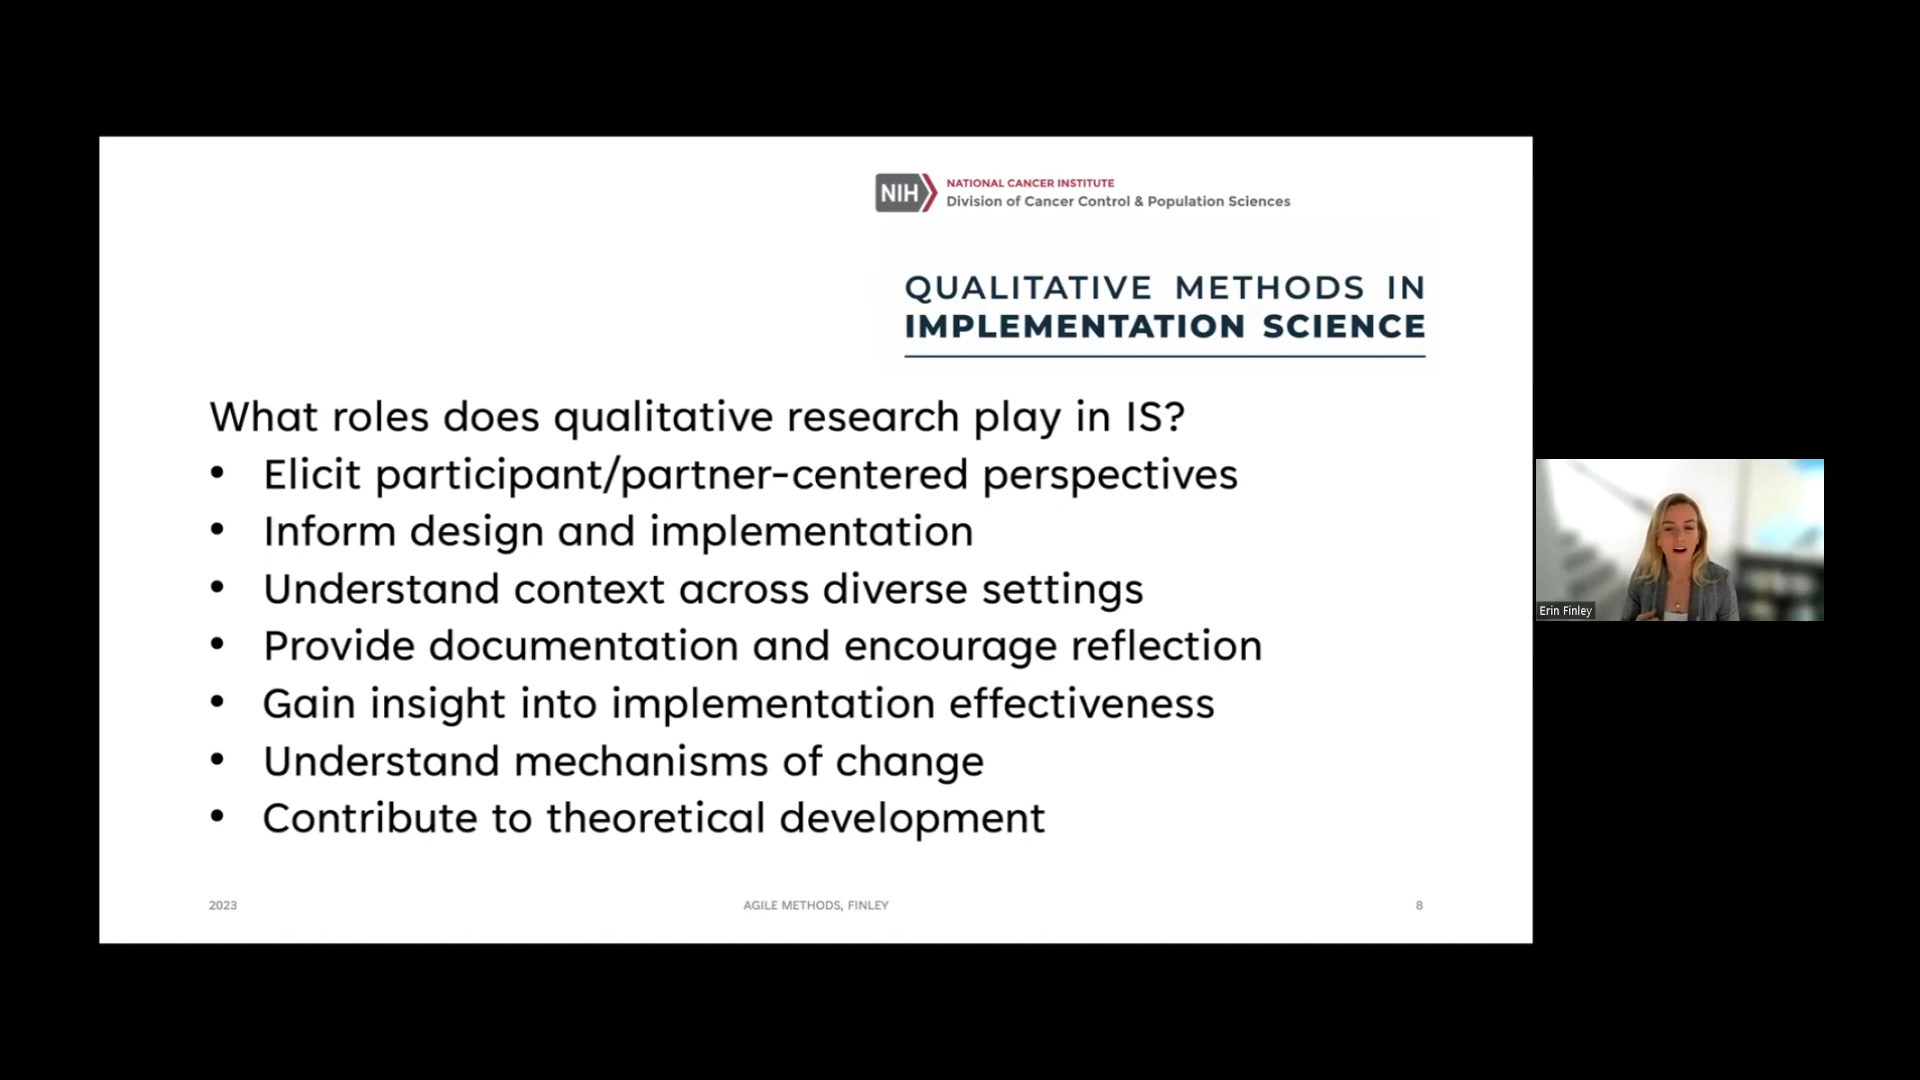 NIH
NATIONAL CANCER INSTITUTE
Division of Cancer Control & Population Sciences
QUALITATIVE METHODS IN
IMPLEMENTATION SCIENCE
What roles does qualitative research play in IS?
• Elicit participant/partner-centered perspectives
• Inform design and implementation
• Understand context across diverse settings
• Provide documentation and encourage reflection
• Gain insight into implementation effectiveness
• Understand mechanisms of change
• Contribute to theoretical development
2023
AGILE METHODS, FINLEY
8
Erin Finley